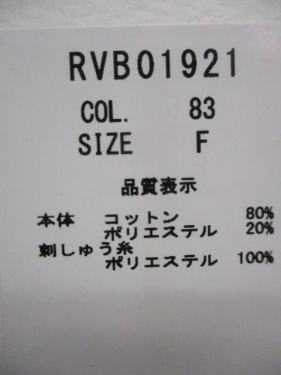 RVB01921
COL. 83
SIZE F
品質表示
本体 コットン 80%
ポリエステル 20%
刺しゅう糸
ポリエステル 100%